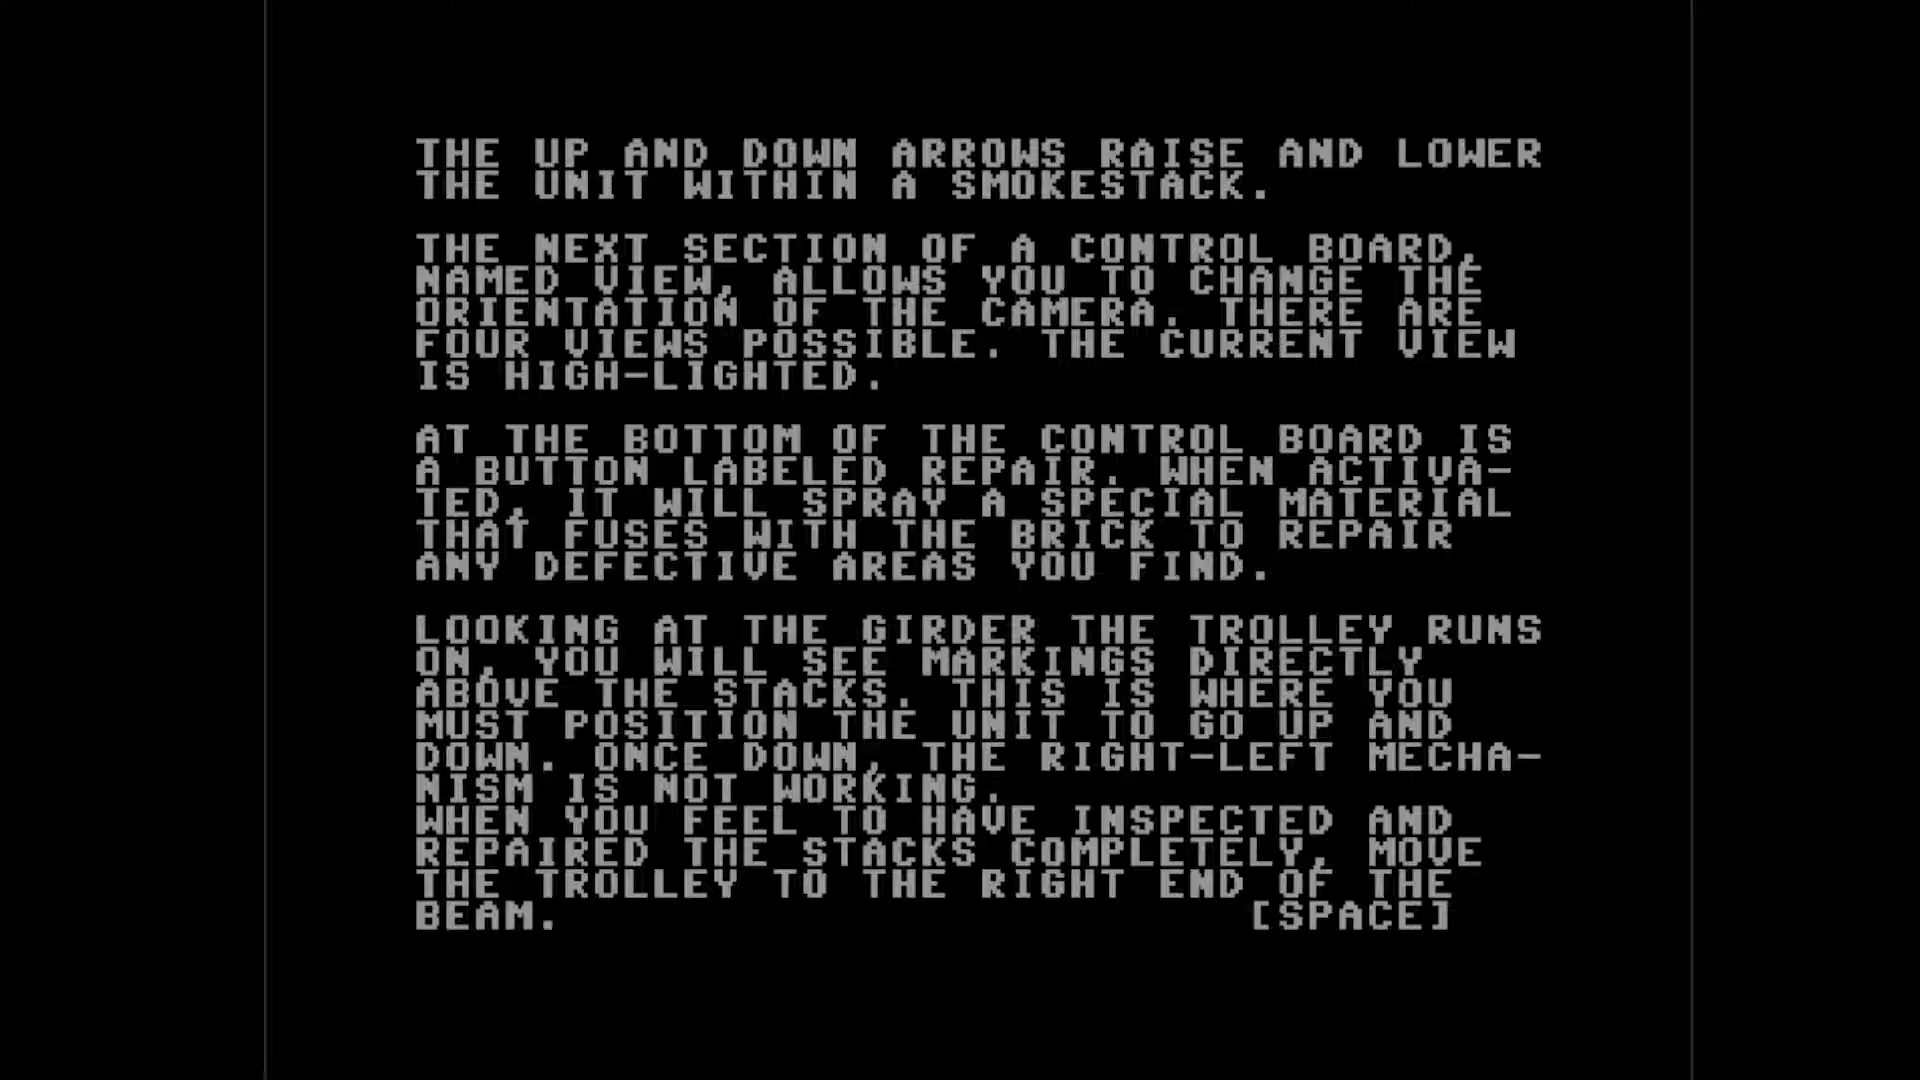 THE UP AND DOWN ARROWS RAISE AND LOWER
THE UNIT WITHIN A SMOKESTACK.
THE NEXT SECTION OF A CONTROL BOARD,
NAMED VIEW, ALLOWS YOU TO CHANGE THE
ORIENTATION OF THE CAMERA. THERE ARE
FOUR VIEWS POSSIBLE. THE CURRENT VIEW
IS HIGH-LIGHTED.
AT THE BOTTOM OF THE CONTROL BOARD IS
A BUTTON LABELED REPAIR. WHEN ACTIVA-
TED, IT WILL SPRAY A SPECIAL MATERIAL
THAT FUSES WITH THE BRICK TO REPAIR
ANY DEFECTIVE AREAS YOU FIND.
LOOKING AT THE GIRDER THE TROLLEY RUNS
ON, YOU WILL SEE MARKINGS DIRECTLY
ABOVE THE STACKS. THIS IS WHERE YOU
MUST POSITION THE UNIT TO GO UP AND
DOWN. ONCE DOWN, THE RIGHT-LEFT MECHA-
NISM IS NOT WORKING.
WHEN YOU FEEL TO HAVE INSPECTED AND
REPAIRED THE STACKS COMPLETELY, MOVE
THE TROLLEY TO THE RIGHT END OF THE
BEAM. [SPACE]